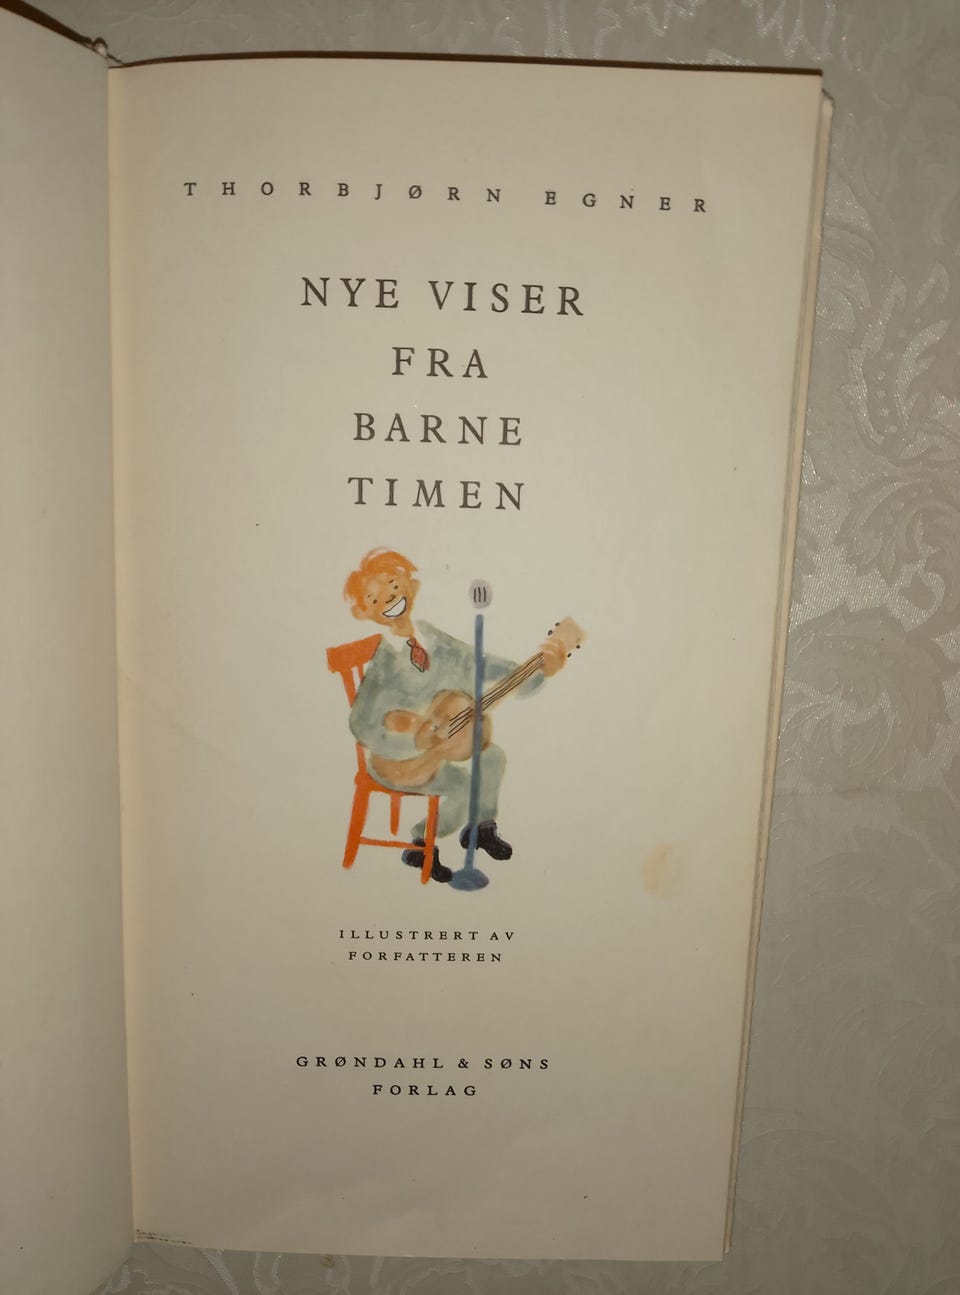 THORBJØRN EGNER
NYE VISER
FRA
BARNE
TIMEN
ILLUSTRERT AV
FORFATTEREN
GRØNDAHL & SØNS
FORLAG